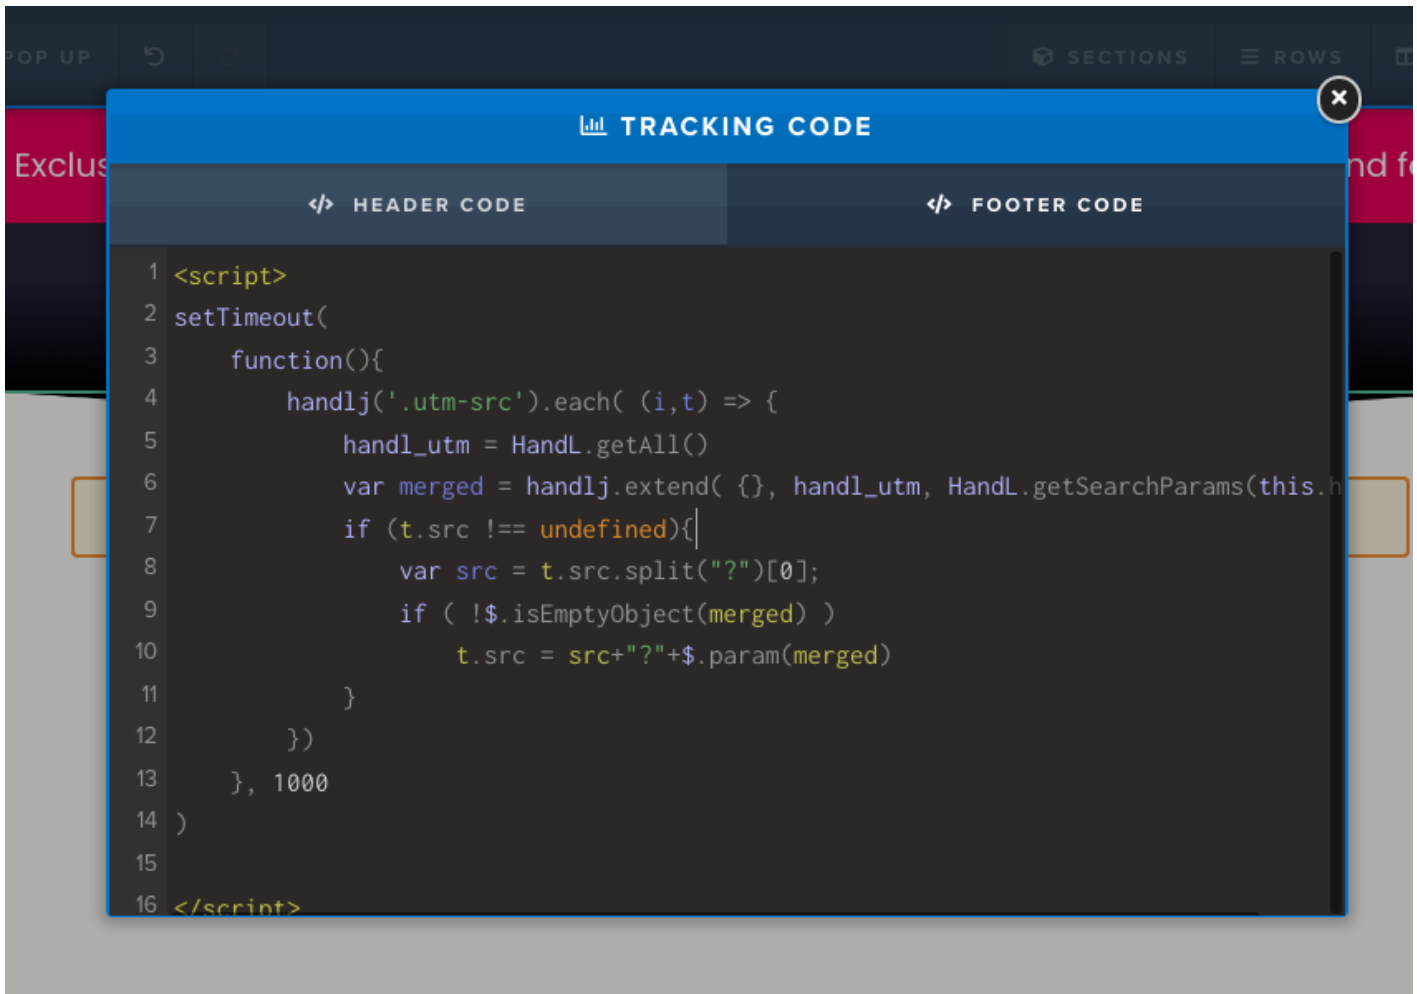 POP UP
SECTIONS
ROWS
TRACKING CODE
Exclus
nd f
</> HEADER CODE
</> FOOTER CODE
1 <script>
2 setTimeout(
3 function(){
4 handlj('.utm-src').each( (i,t) => {
5 handl_utm = HandL.getAll()
6 var merged = handlj.extend( {}, handl_utm, HandL.getSearchParams(this.h
7 if (t.src !== undefined){
8 var src = t.src.split("?")[0];
9 if ( !$.isEmptyObject(merged) )
10 t.src = src+"?"+$.param(merged)
11 }
12 })
13 }, 1000
14 )
15
16 </script>